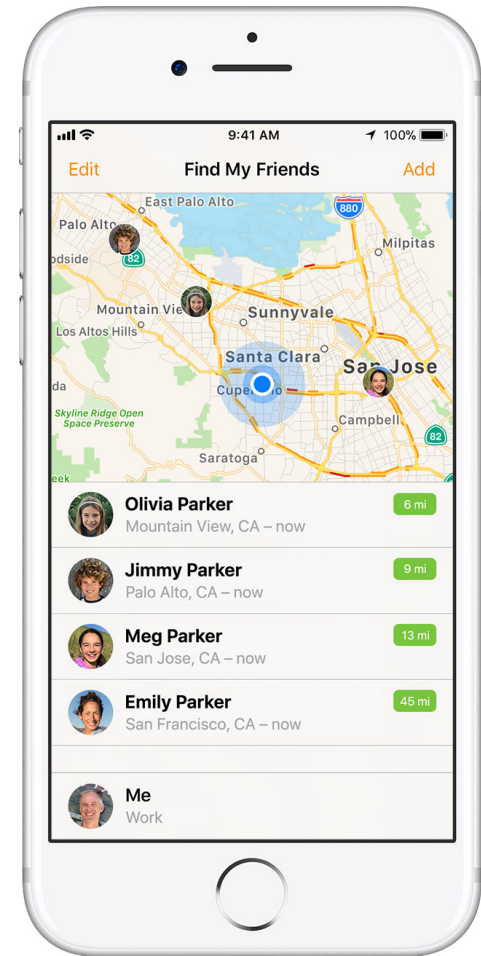 9:41 AM
100%
Edit
Find My Friends
Add
East Palo Alto
880
Palo Alto
Milpitas
82
Mountain Vie
Sunnyvale
Los Altos Hills
Santa Clara
San Jose
da
Skyline Ridge Open
Space Preserve
Campbell
82
Saratoga
eek
Olivia Parker
6 mi
Mountain View, CA – now
Jimmy Parker
9 mi
Palo Alto, CA – now
Meg Parker
13 mi
San Jose, CA – now
Emily Parker
45 mi
San Francisco, CA – now
Me
Work